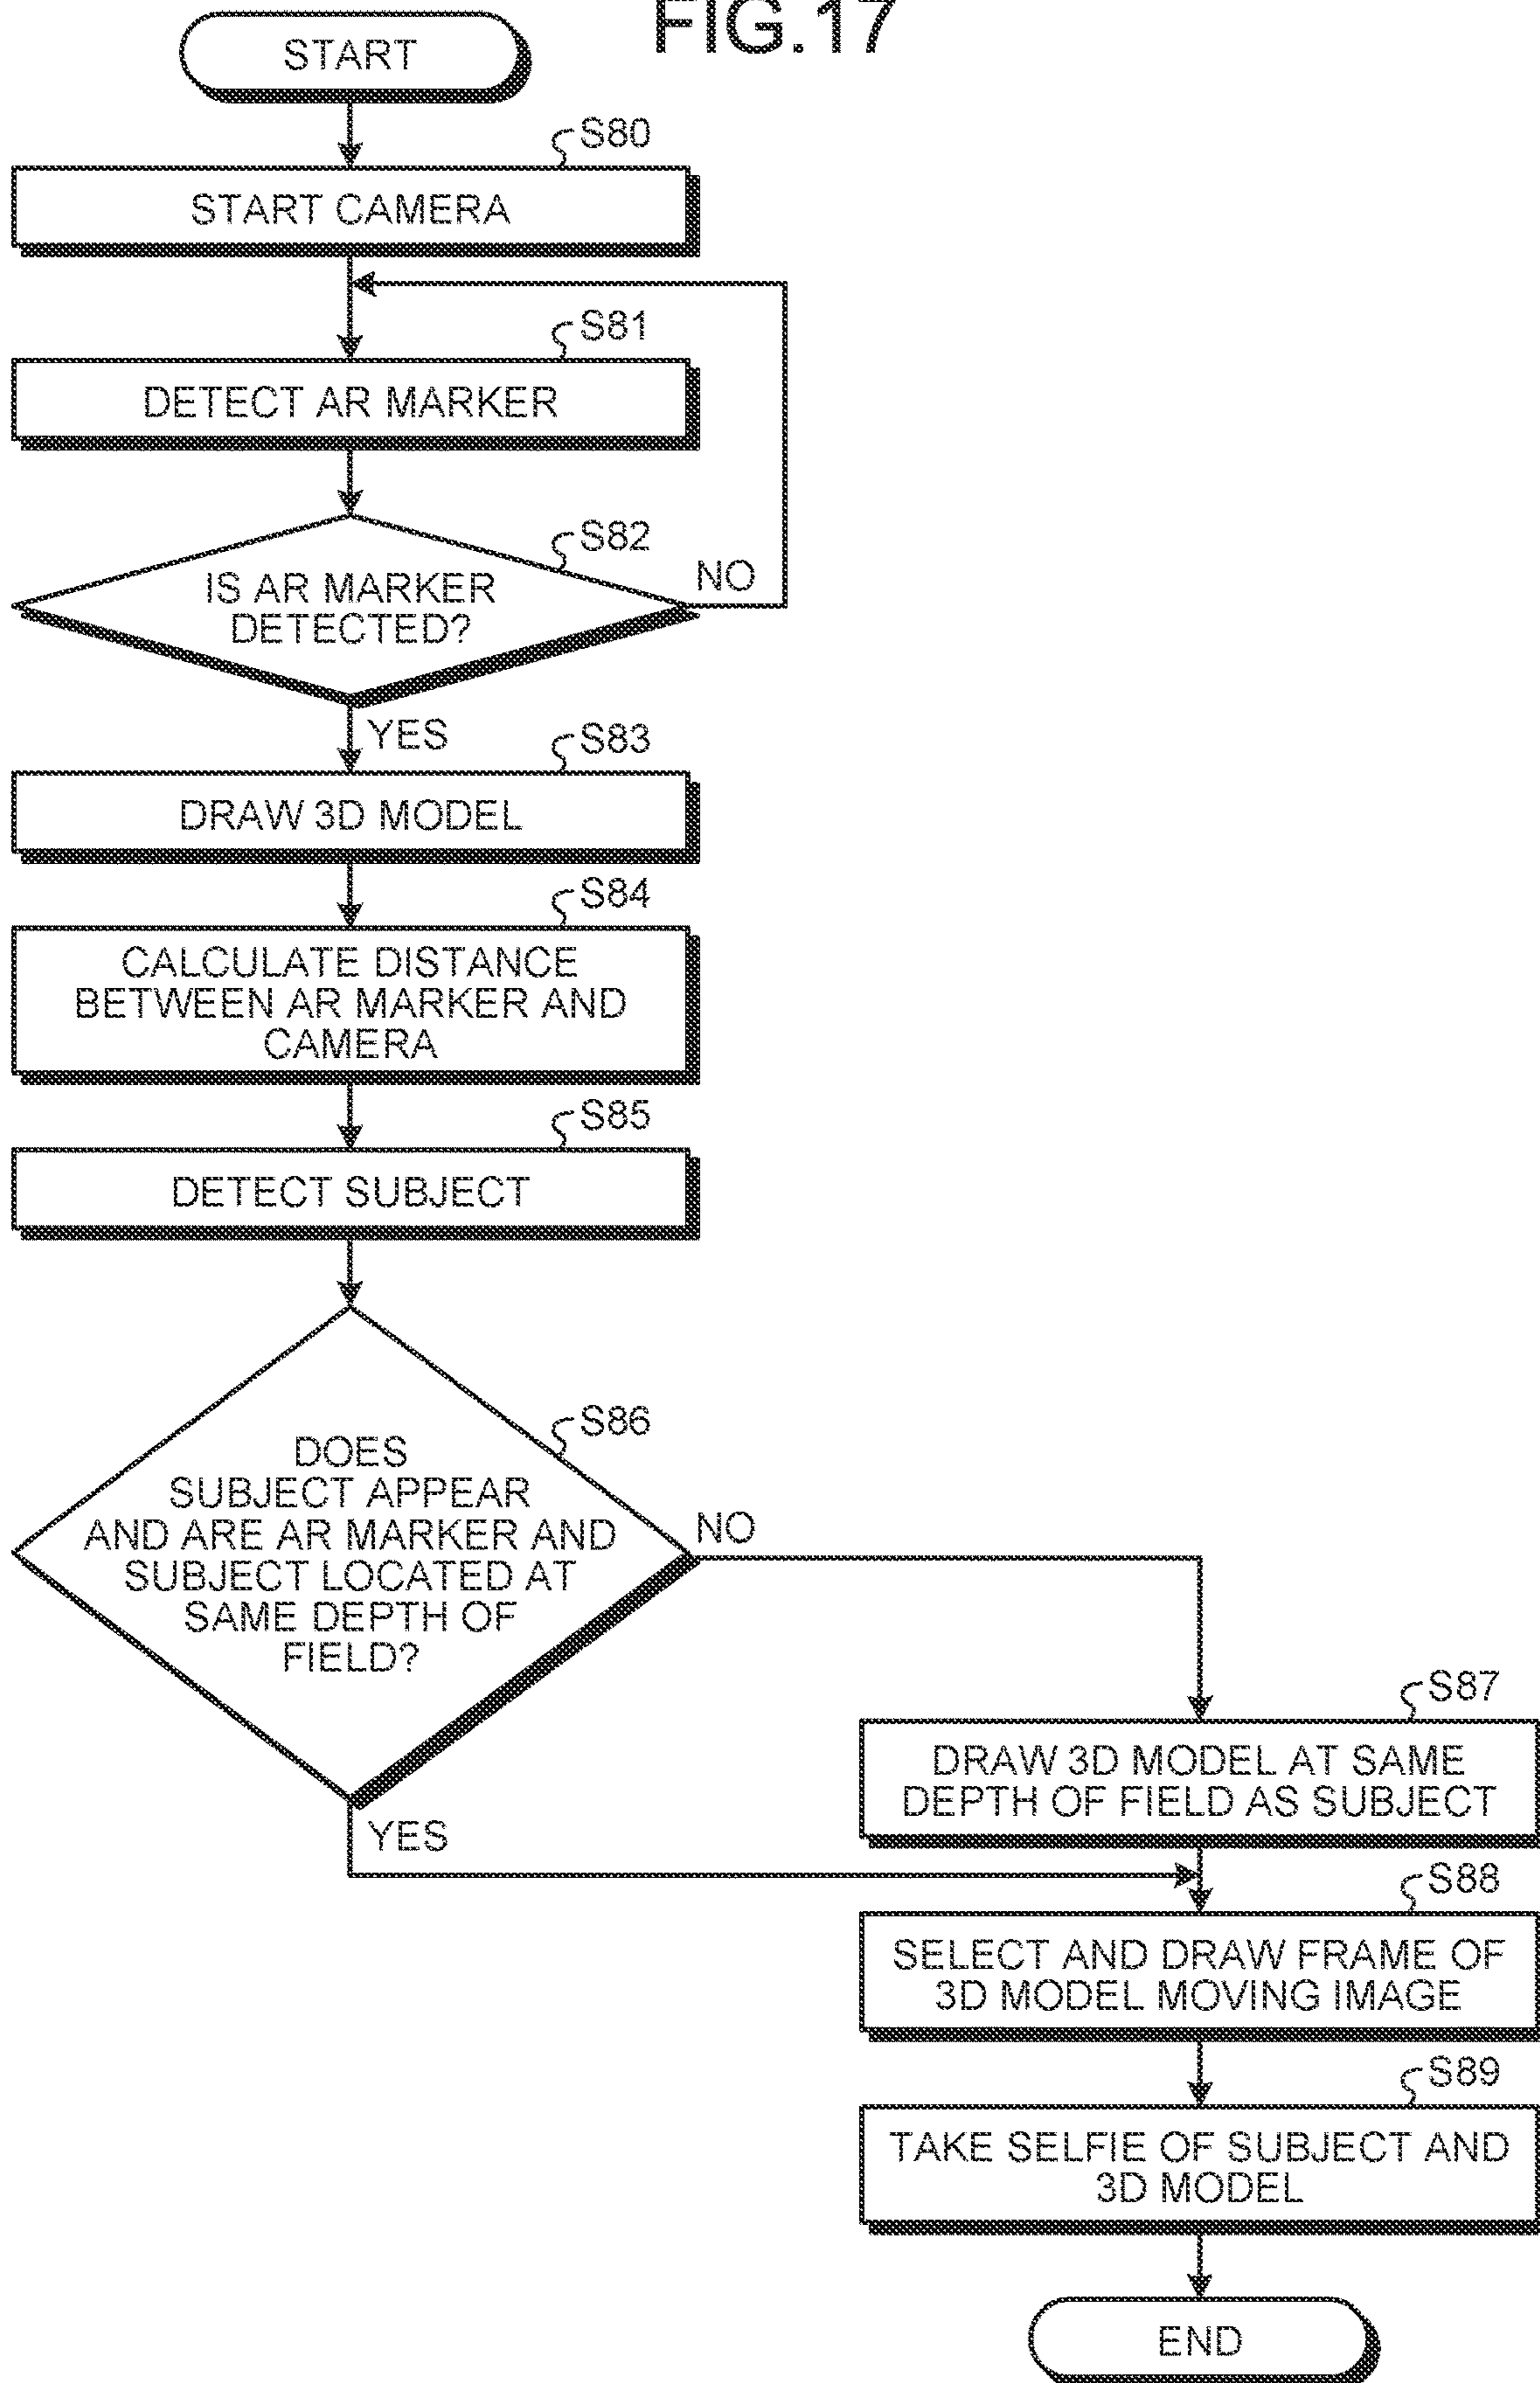 FIG.17
START
S80
START CAMERA
S81
DETECT AR MARKER
S82
IS AR MARKER
DETECTED?
NO
YES
S83
DRAW 3D MODEL
S84
CALCULATE DISTANCE
BETWEEN AR MARKER AND
CAMERA
S85
DETECT SUBJECT
S86
DOES
SUBJECT APPEAR
AND ARE AR MARKER AND
SUBJECT LOCATED AT
SAME DEPTH OF
FIELD?
NO
YES
S87
DRAW 3D MODEL AT SAME
DEPTH OF FIELD AS SUBJECT
S88
SELECT AND DRAW FRAME OF
3D MODEL MOVING IMAGE
S89
TAKE SELFIE OF SUBJECT AND
3D MODEL
END